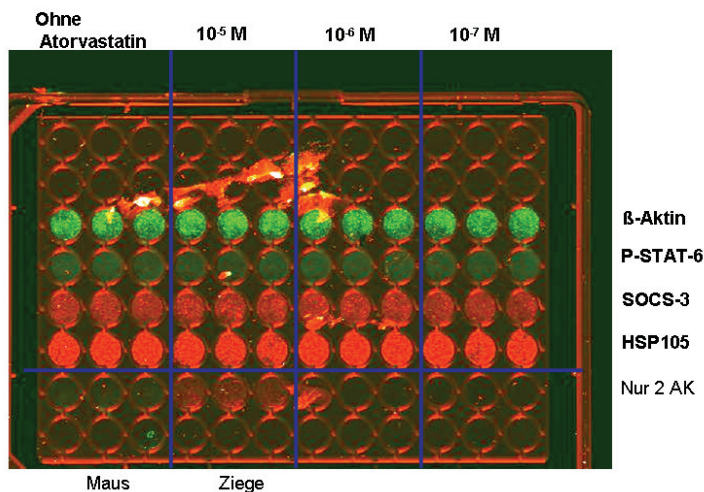 Ohne
Atorvastatin
10-5 M
10-6 M
10-7 M
ß-Aktin
P-STAT-6
SOCS-3
HSP105
Nur 2 AK
Maus
Ziege